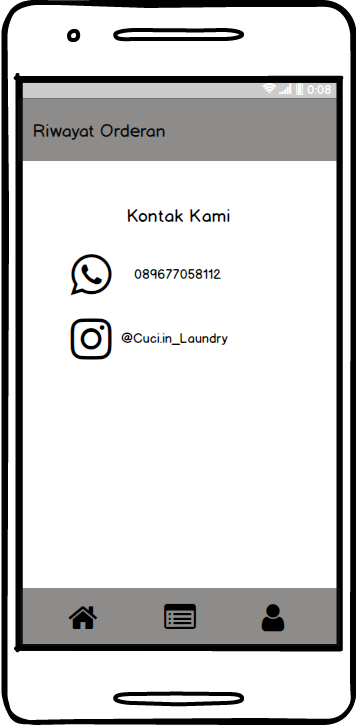 0:08
Riwayat Orderan
Kontak Kami
089677058112
@Cuci.in_Laundry